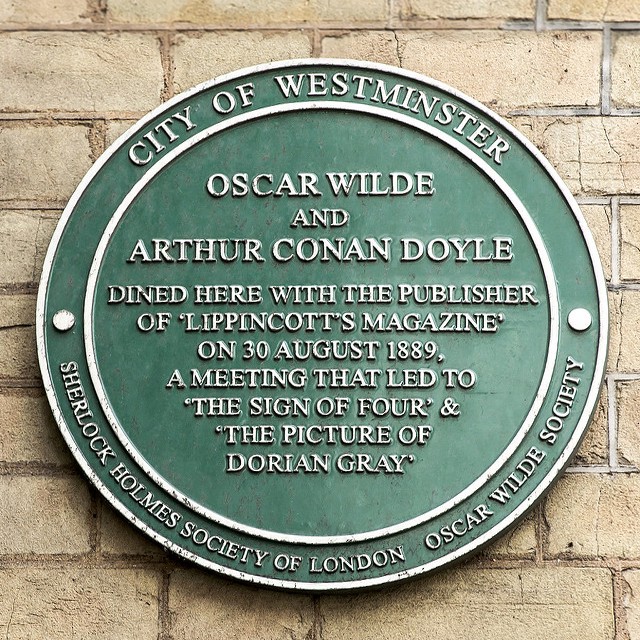 CITY OF WESTMINSTER
OSCAR WILDE
AND
ARTHUR CONAN DOYLE
DINED HERE WITH THE PUBLISHER
OF 'LIPPINCOTT'S MAGAZINE'
ON 30 AUGUST 1889,
A MEETING THAT LED TO
'THE SIGN OF FOUR' &
'THE PICTURE OF
DORIAN GRAY'
SHERLOCK HOLMES SOCIETY OF LONDON OSCAR WILDE SOCIETY